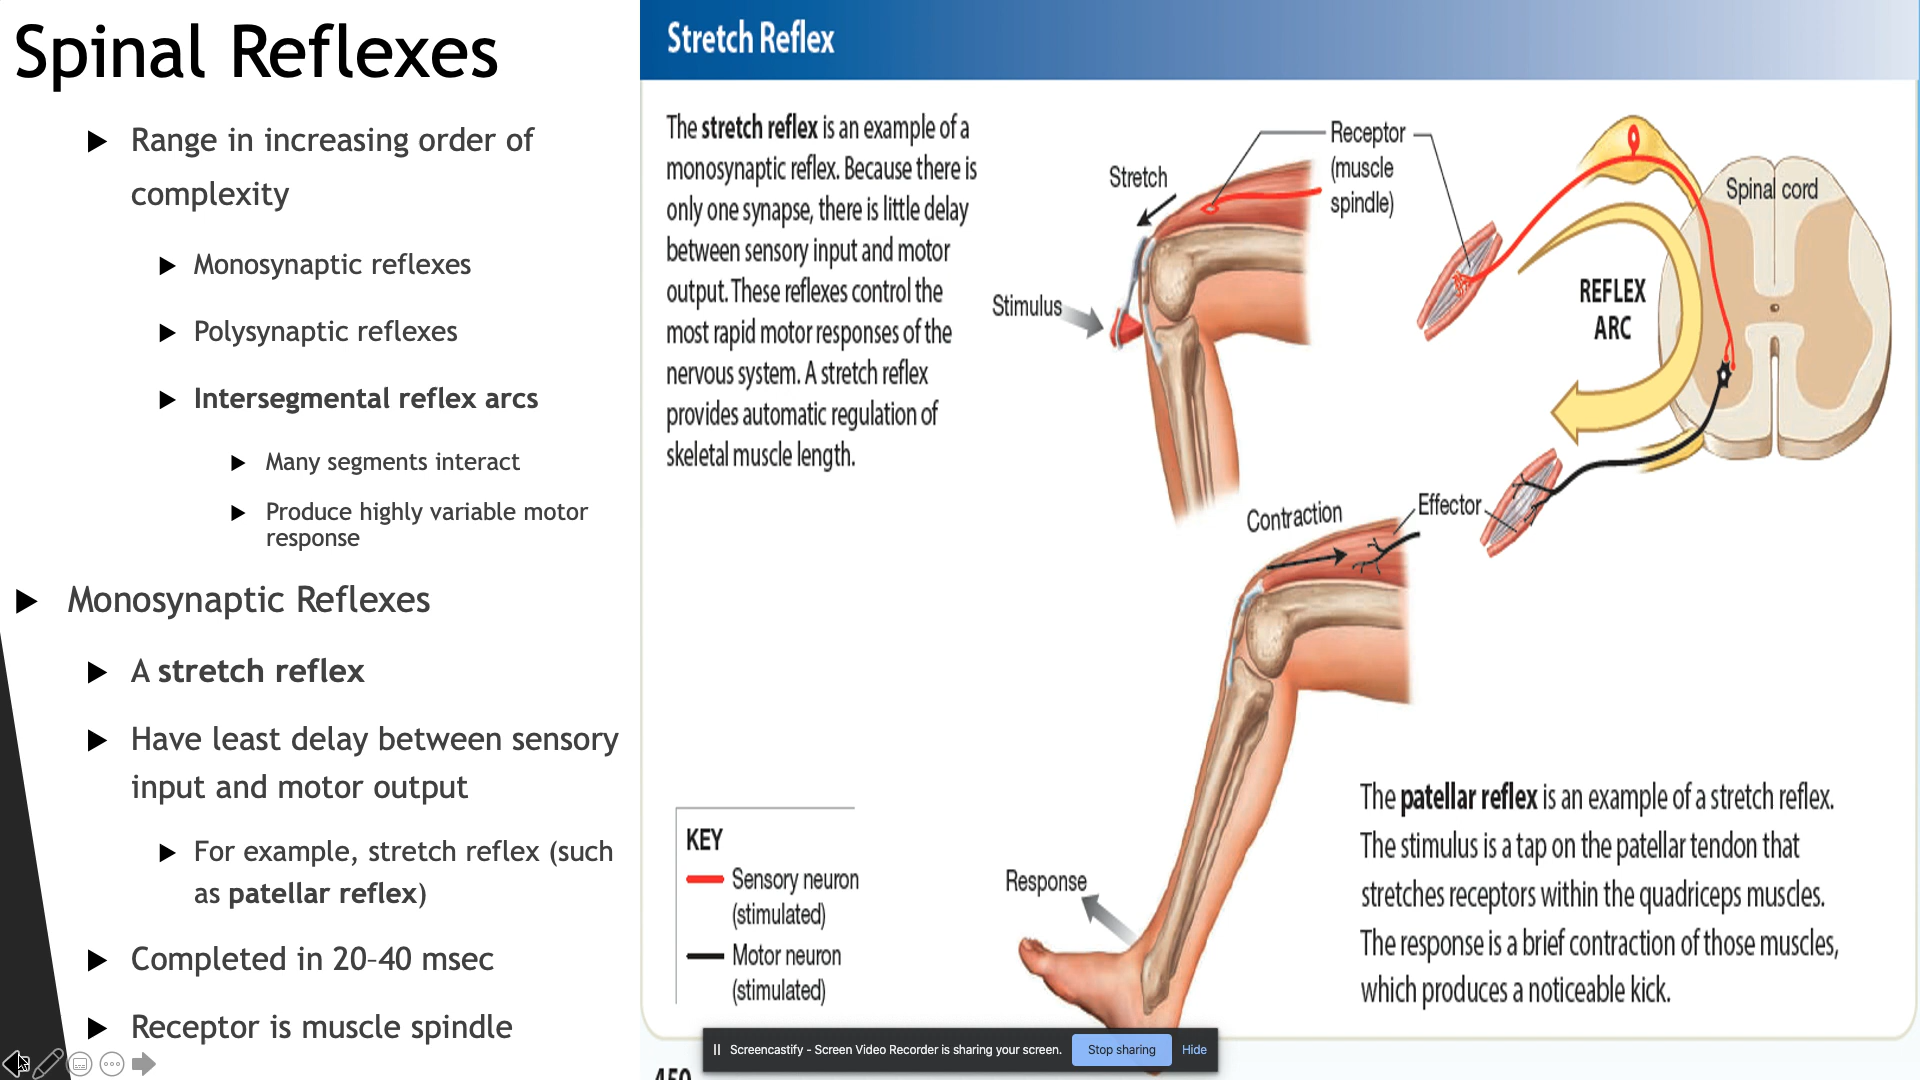 Spinal Reflexes
Range in increasing order of
complexity
Monosynaptic reflexes
Polysynaptic reflexes
Intersegmental reflex arcs
Many segments interact
Produce highly variable motor
response
Monosynaptic Reflexes
A stretch reflex
Have least delay between sensory
input and motor output
For example, stretch reflex (such
as patellar reflex)
Completed in 20–40 msec
Receptor is muscle spindle
Stretch Reflex
The stretch reflex is an example of a
monosynaptic reflex. Because there is
only one synapse, there is little delay
between sensory input and motor
output. These reflexes control the
most rapid motor responses of the
nervous system. A stretch reflex
provides automatic regulation of
skeletal muscle length.
Stretch
Stimulus
Receptor
(muscle
spindle)
Spinal cord
REFLEX
ARC
Contraction
Effector
Response
KEY
Sensory neuron
(stimulated)
Motor neuron
(stimulated)
The patellar reflex is an example of a stretch reflex.
The stimulus is a tap on the patellar tendon that
stretches receptors within the quadriceps muscles.
The response is a brief contraction of those muscles,
which produces a noticeable kick.
Screencastify - Screen Video Recorder is sharing your screen.
Stop sharing
Hide